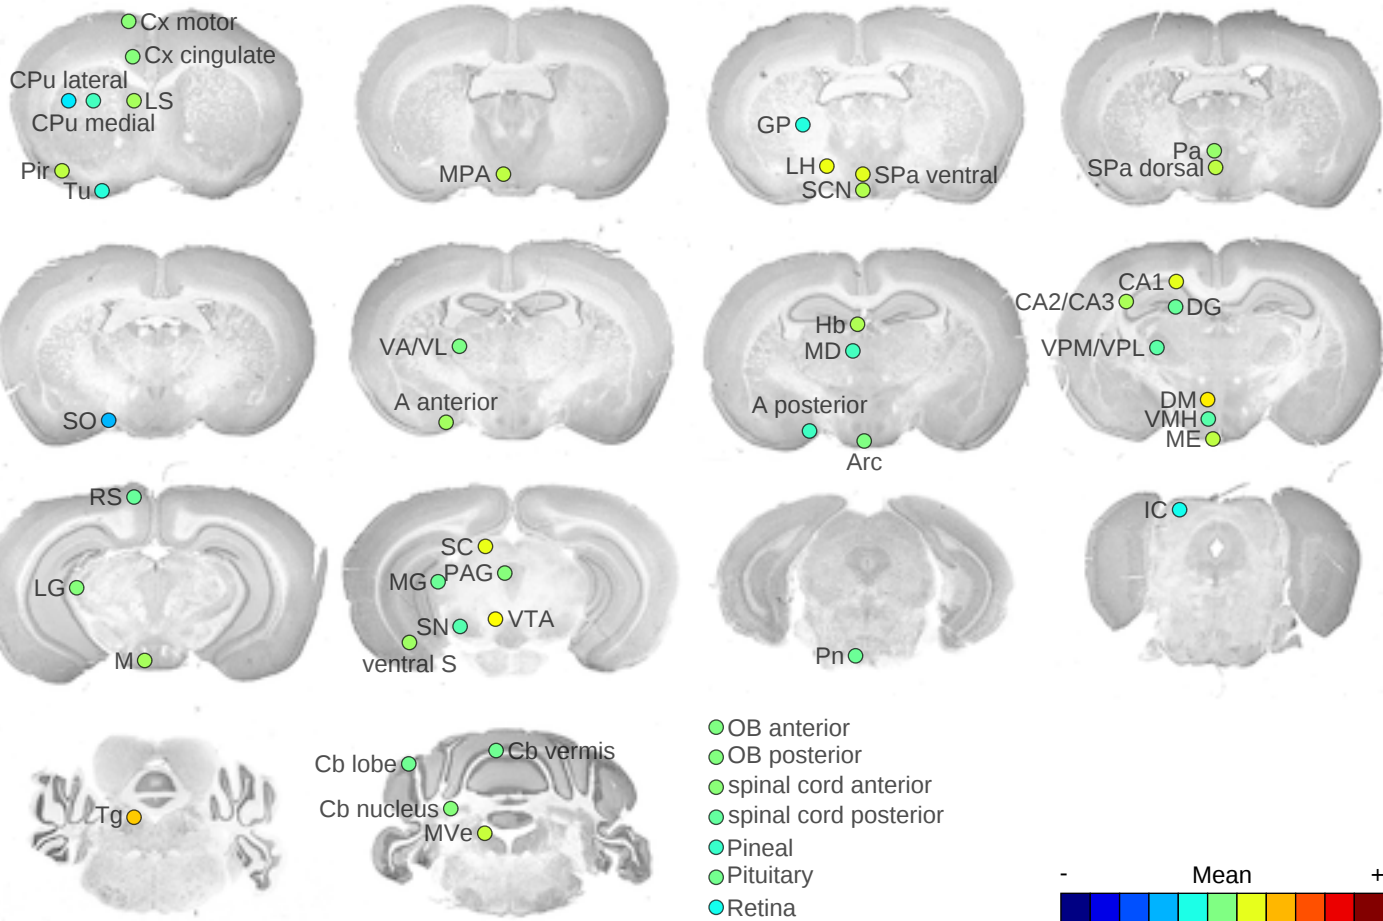 Cx motor
Cx cingulate
CPu lateral
LS
CPu medial
Pir
Tu
MPA
GP
LH
SPa ventral
SCN
Pa
SPa dorsal
SO
VA/VL
A anterior
Hb
MD
A posterior
Arc
CA1
CA2/CA3
DG
VPM/VPL
DM
VMH
ME
RS
LG
M
SC
MG
PAG
SN
VTA
ventral S
Pn
IC
Tg
Cb lobe
Cb vermis
Cb nucleus
MVe
OB anterior
OB posterior
spinal cord anterior
spinal cord posterior
Pineal
Pituitary
Retina
- Mean +